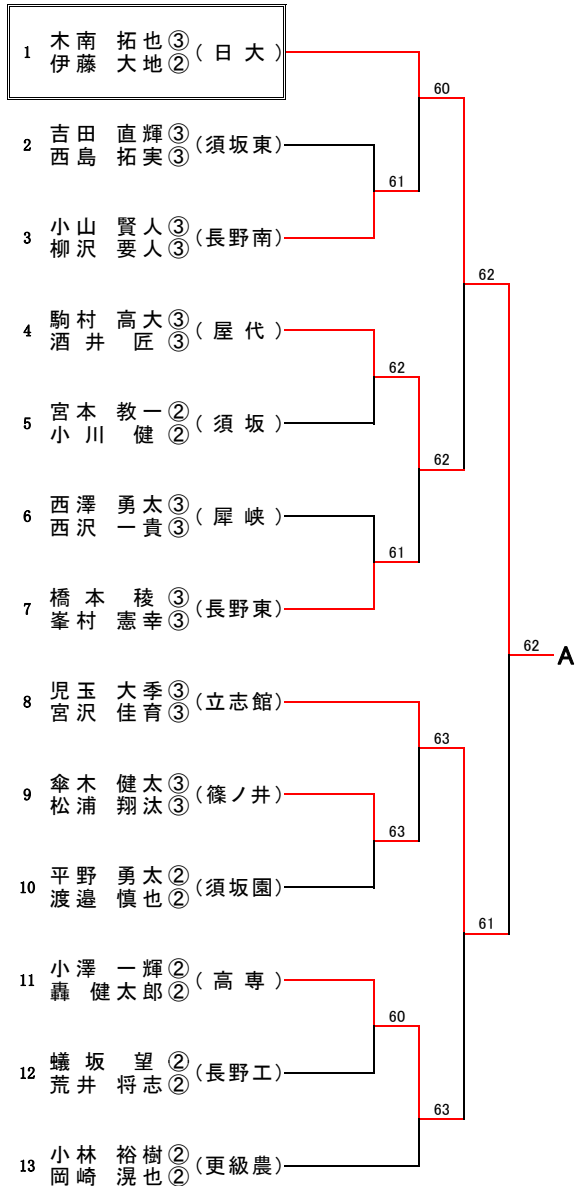 1 木南 拓也③ (日大)
伊藤 大地②
60
2 吉田 直輝③ (須坂東)
西島 拓実③
61
3 小山 賢人③ (長野南)
柳沢 要人③
62
4 駒村 高大③ (屋代)
酒井 匠③
62
5 宮本 教一② (須坂)
小川 健②
62
6 西澤 勇太③ (犀峡)
西沢 一貴③
61
7 橋本 稜③ (長野東)
峯村 憲幸③
62 A
8 児玉 大季③ (立志館)
宮沢 佳育③
63
9 傘木 健太③ (篠ノ井)
松浦 翔汰③
63
10 平野 勇太② (須坂園)
渡邉 慎也②
61
11 小澤 一輝② (高専)
轟 健太郎②
60
12 蟻坂 望② (長野工)
荒井 将志②
63
13 小林 裕樹② (更級農)
岡崎 滉也②